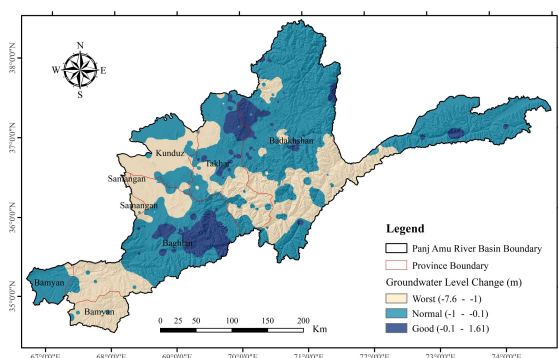 N
W E
S
38°0'0"N
37°0'0"N
36°0'0"N
35°0'0"N
Badakhshan
Kunduz
Takhar
Samangan
Samangan
Baghlan
Bamyan
Bamyan
Legend
Panj Amu River Basin Boundary
Province Boundary
Groundwater Level Change (m)
Worst (-7.6 - -1)
Normal (-1 - -0.1)
Good (-0.1 - 1.61)
0 25 50 100 150 200
Km
67°0'0"E 68°0'0"E 69°0'0"E 70°0'0"E 71°0'0"E 72°0'0"E 73°0'0"E 74°0'0"E